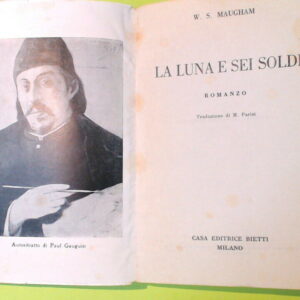 Autoritratto di Paul Gauguin
W. S. MAUGHAM
LA LUNA E SEI SOLDI
ROMANZO
Traduzione di M. Parisi
CASA EDITRICE BIETTI
MILANO